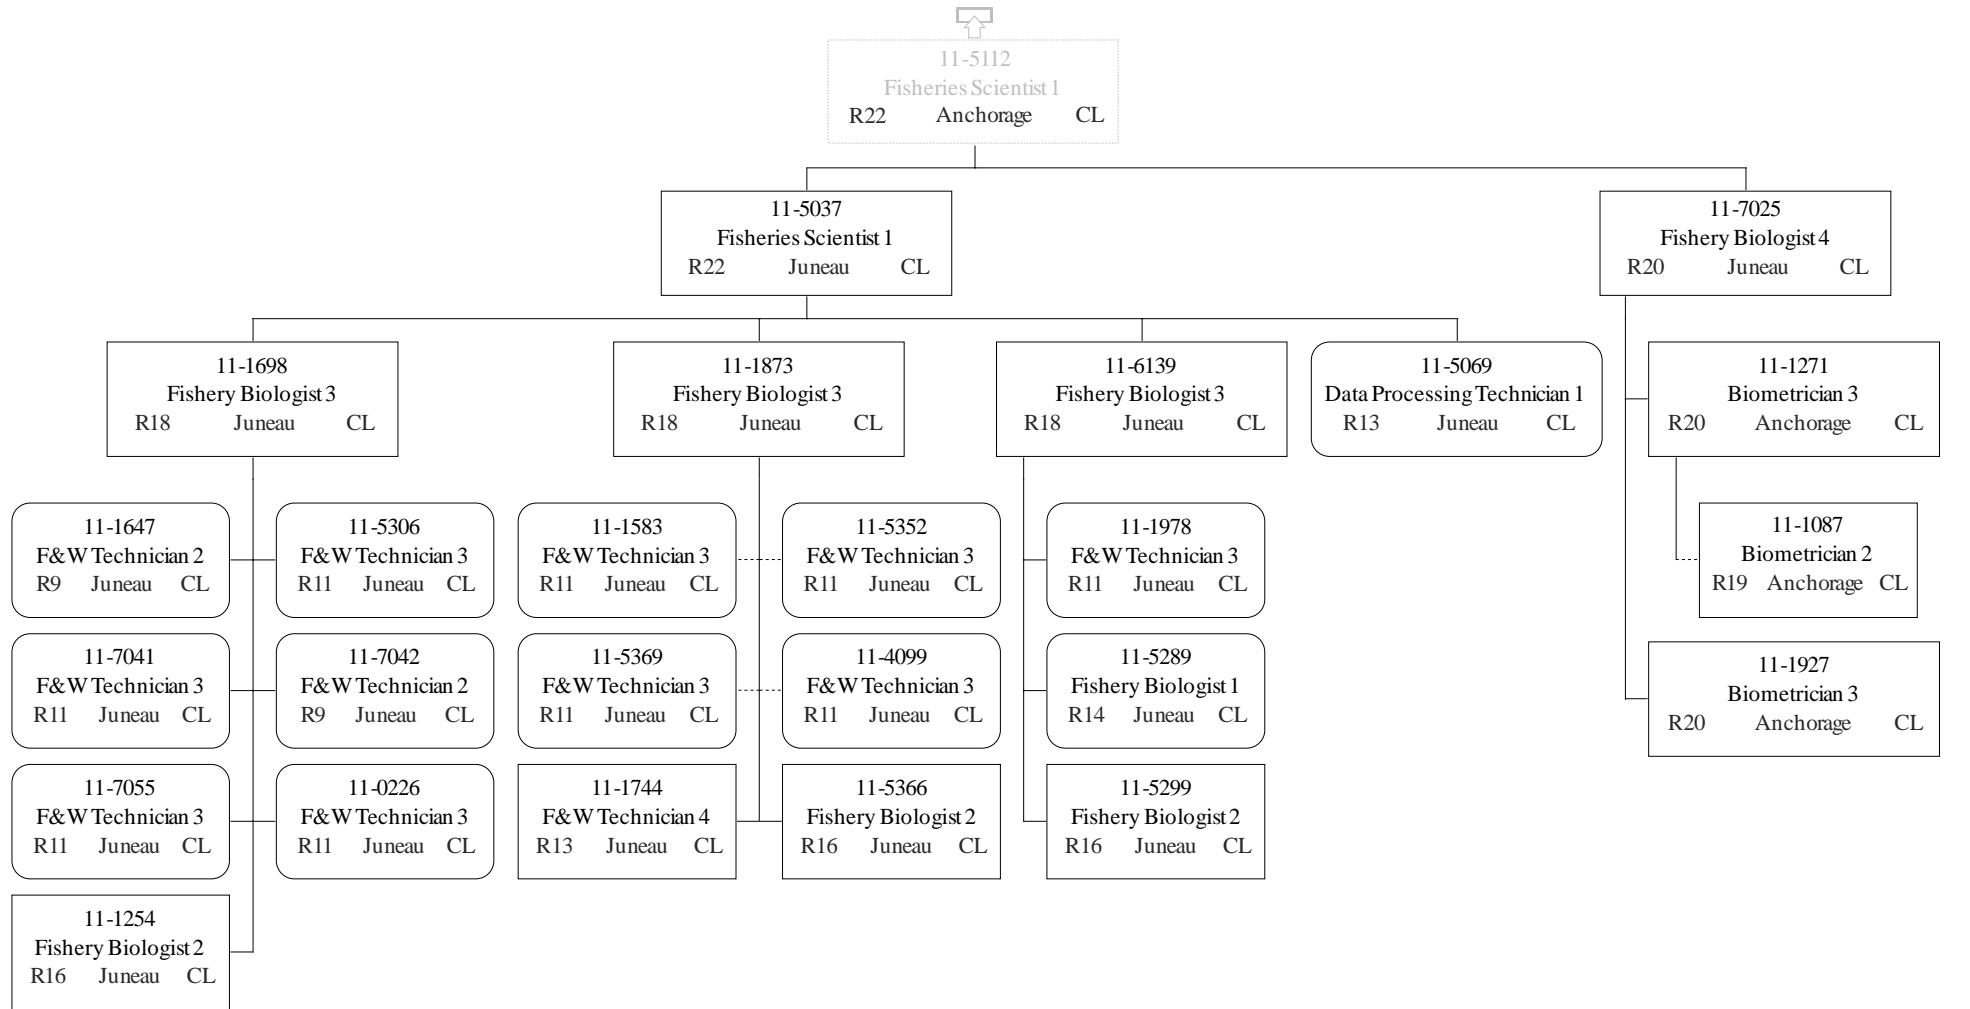 11-5112
Fisheries Scientist 1
R22 Anchorage CL
11-5037
Fisheries Scientist 1
R22 Juneau CL
11-7025
Fishery Biologist 4
R20 Juneau CL
11-1698
Fishery Biologist 3
R18 Juneau CL
11-1873
Fishery Biologist 3
R18 Juneau CL
11-6139
Fishery Biologist 3
R18 Juneau CL
11-5069
Data Processing Technician 1
R13 Juneau CL
11-1271
Biometrician 3
R20 Anchorage CL
11-1647
F&W Technician 2
R9 Juneau CL
11-5306
F&W Technician 3
R11 Juneau CL
11-1583
F&W Technician 3
R11 Juneau CL
11-5352
F&W Technician 3
R11 Juneau CL
11-1978
F&W Technician 3
R11 Juneau CL
11-1087
Biometrician 2
R19 Anchorage CL
11-7041
F&W Technician 3
R11 Juneau CL
11-7042
F&W Technician 2
R9 Juneau CL
11-5369
F&W Technician 3
R11 Juneau CL
11-4099
F&W Technician 3
R11 Juneau CL
11-5289
Fishery Biologist 1
R14 Juneau CL
11-1927
Biometrician 3
R20 Anchorage CL
11-7055
F&W Technician 3
R11 Juneau CL
11-0226
F&W Technician 3
R11 Juneau CL
11-1744
F&W Technician 4
R13 Juneau CL
11-5366
Fishery Biologist 2
R16 Juneau CL
11-5299
Fishery Biologist 2
R16 Juneau CL
11-1254
Fishery Biologist 2
R16 Juneau CL